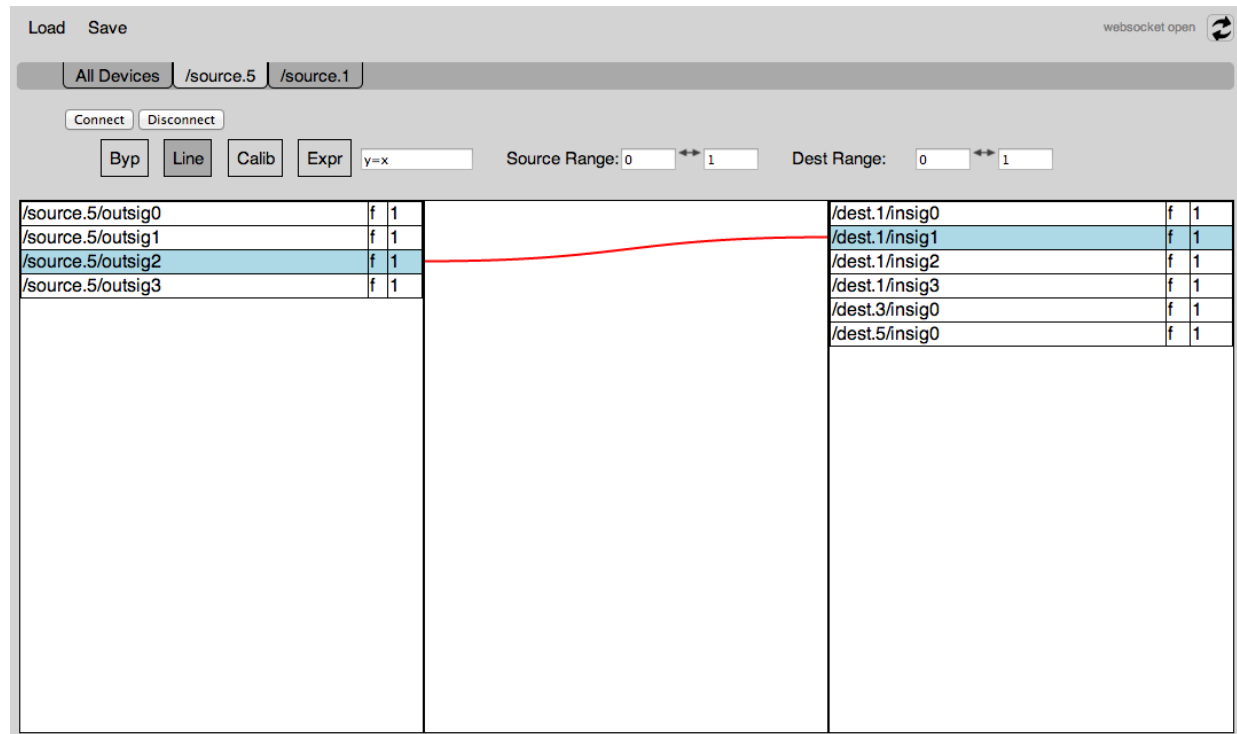 Load Save websocket open
All Devices /source.5 /source.1
Connect Disconnect
Byp Line Calib Expr y=x Source Range: 0 1 Dest Range: 0 1
/source.5/outsig0 f 1 /dest.1/insig0 f 1
/source.5/outsig1 f 1 /dest.1/insig1 f 1
/source.5/outsig2 f 1 /dest.1/insig2 f 1
/source.5/outsig3 f 1 /dest.1/insig3 f 1
/dest.3/insig0 f 1
/dest.5/insig0 f 1